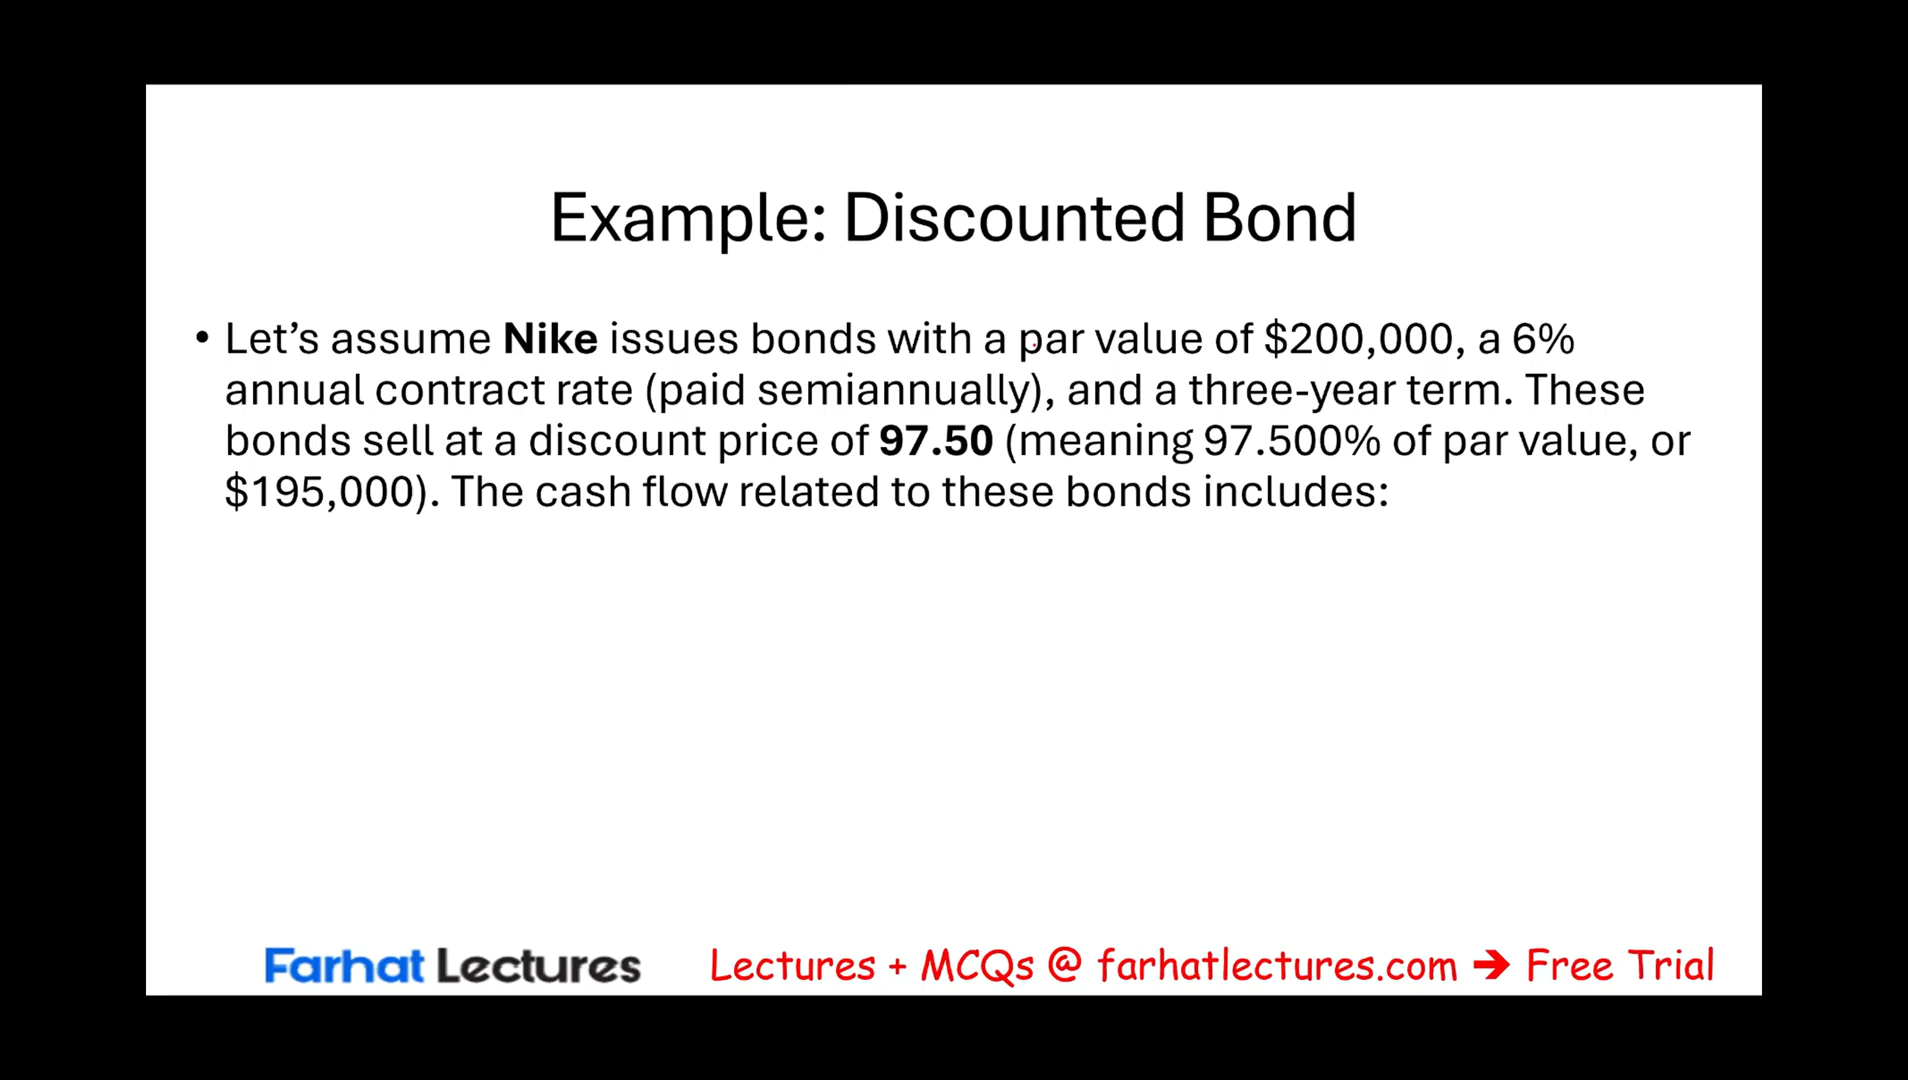 Example: Discounted Bond
• Let’s assume Nike issues bonds with a par value of $200,000, a 6%
annual contract rate (paid semiannually), and a three-year term. These
bonds sell at a discount price of 97.50 (meaning 97.500% of par value, or
$195,000). The cash flow related to these bonds includes:
Farhat Lectures
Lectures + MCQs @ farhatlectures.com ➔ Free Trial